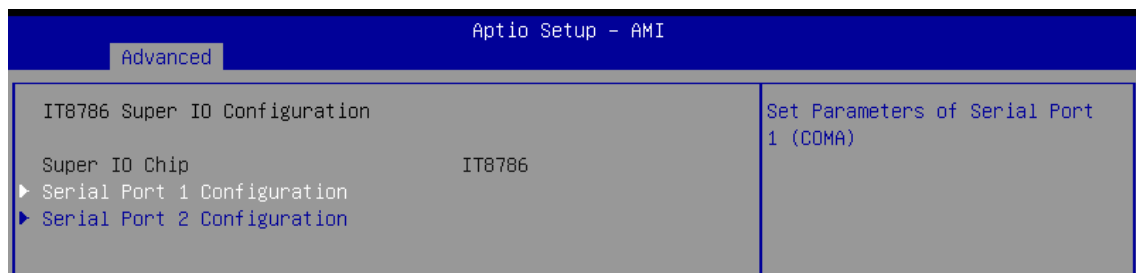 Aptio Setup – AMI
Advanced
IT8786 Super IO Configuration
Super IO Chip IT8786
Serial Port 1 Configuration
Serial Port 2 Configuration
Set Parameters of Serial Port
1 (COMA)